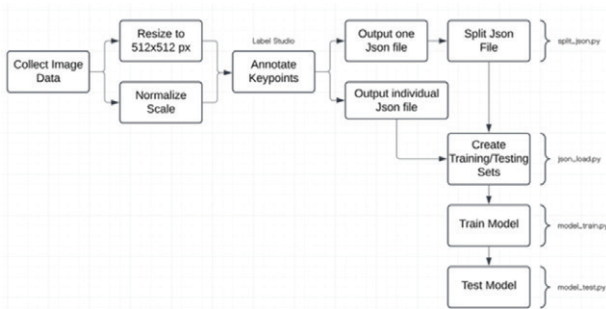 Collect Image
Data
Resize to
512x512 px
Normalize
Scale
Label Studio
Annotate
Keypoints
Output one
Json file
Output individual
Json file
Split Json
File
split_json.py
Create
Training/Testing
Sets
json_load.py
Train Model
model_train.py
Test Model
model_test.py